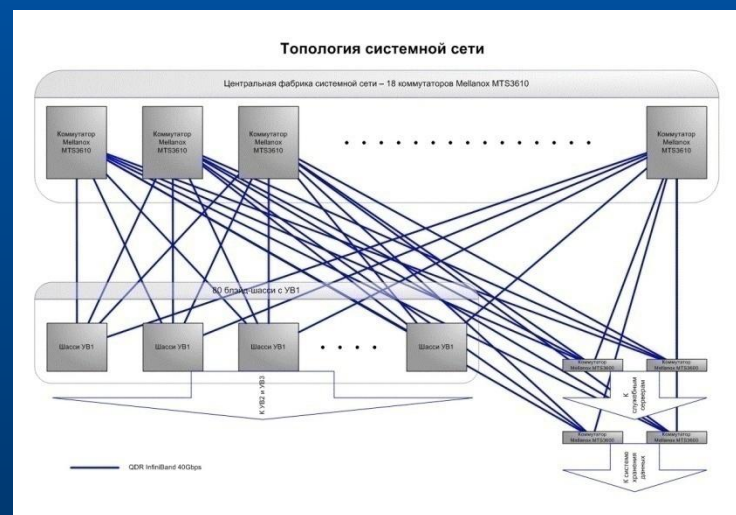 Топология системной сети
Центральная фабрика системной сети – 18 коммутаторов Mellanox MTS3610
Коммутатор
Mellanox
MTS3610
Коммутатор
Mellanox
MTS3610
Коммутатор
Mellanox
MTS3610
Коммутатор
Mellanox
MTS3610
80 блэйд-шасси с УВ1
Шасси УВ1
Шасси УВ1
Шасси УВ1
Шасси УВ1
Коммутатор
Mellanox MTS3600
Коммутатор
Mellanox MTS3600
К УВ2 и УВ3
К
служебным
серверам
Коммутатор
Mellanox MTS3600
Коммутатор
Mellanox MTS3600
К системе
хранения
данных
QDR InfiniBand 40Gbps